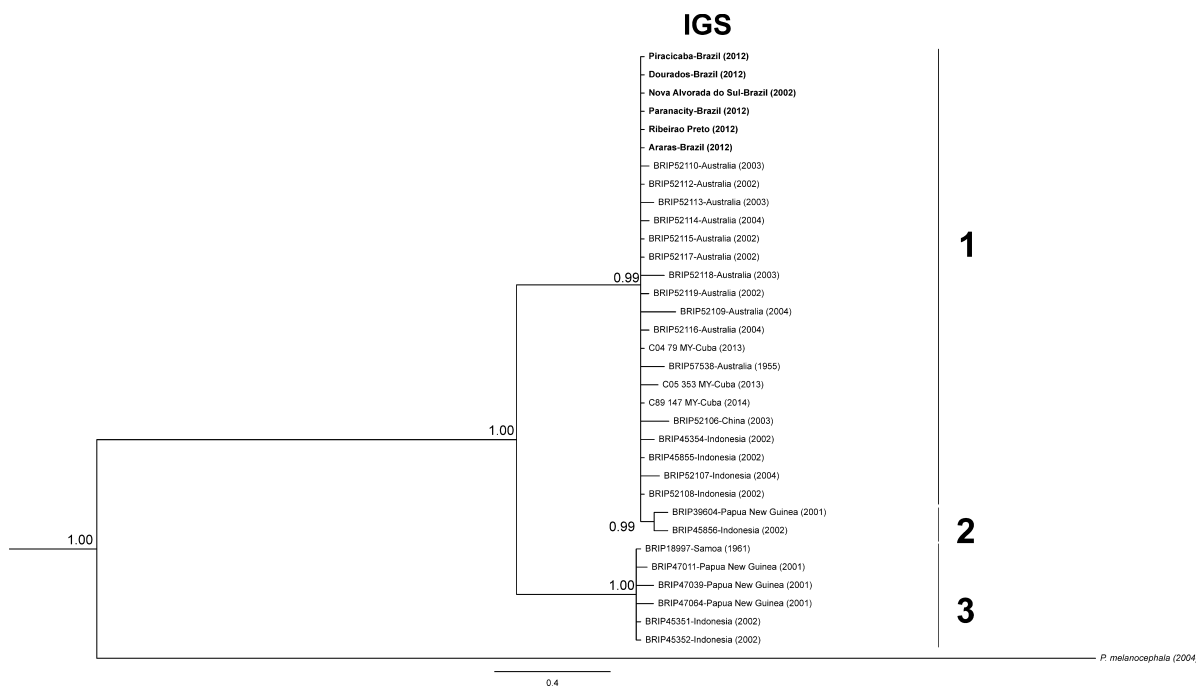 IGS
Piracicaba-Brazil (2012)
Dourados-Brazil (2012)
Nova Alvorada do Sul-Brazil (2002)
Paranacity-Brazil (2012)
Ribeirao Preto (2012)
Araras-Brazil (2012)
BRIP52110-Australia (2003)
BRIP52112-Australia (2002)
BRIP52113-Australia (2003)
BRIP52114-Australia (2004)
BRIP52115-Australia (2002)
1
BRIP52117-Australia (2002)
BRIP52118-Australia (2003)
0.99
BRIP52119-Australia (2002)
BRIP52109-Australia (2004)
BRIP52116-Australia (2004)
C04 79 MY-Cuba (2013)
BRIP57538-Australia (1955)
C05 353 MY-Cuba (2013)
C89 147 MY-Cuba (2014)
BRIP52106-China (2003)
1.00
BRIP45354-Indonesia (2002)
BRIP45855-Indonesia (2002)
BRIP52107-Indonesia (2004)
BRIP52108-Indonesia (2002)
BRIP39604-Papua New Guinea (2001)
0.99
BRIP45856-Indonesia (2002)
2
1.00
BRIP18997-Samoa (1961)
BRIP47011-Papua New Guinea (2001)
1.00
BRIP47039-Papua New Guinea (2001)
BRIP47064-Papua New Guinea (2001)
3
BRIP45351-Indonesia (2002)
BRIP45352-Indonesia (2002)
P. melanocephala (2004)
0.4